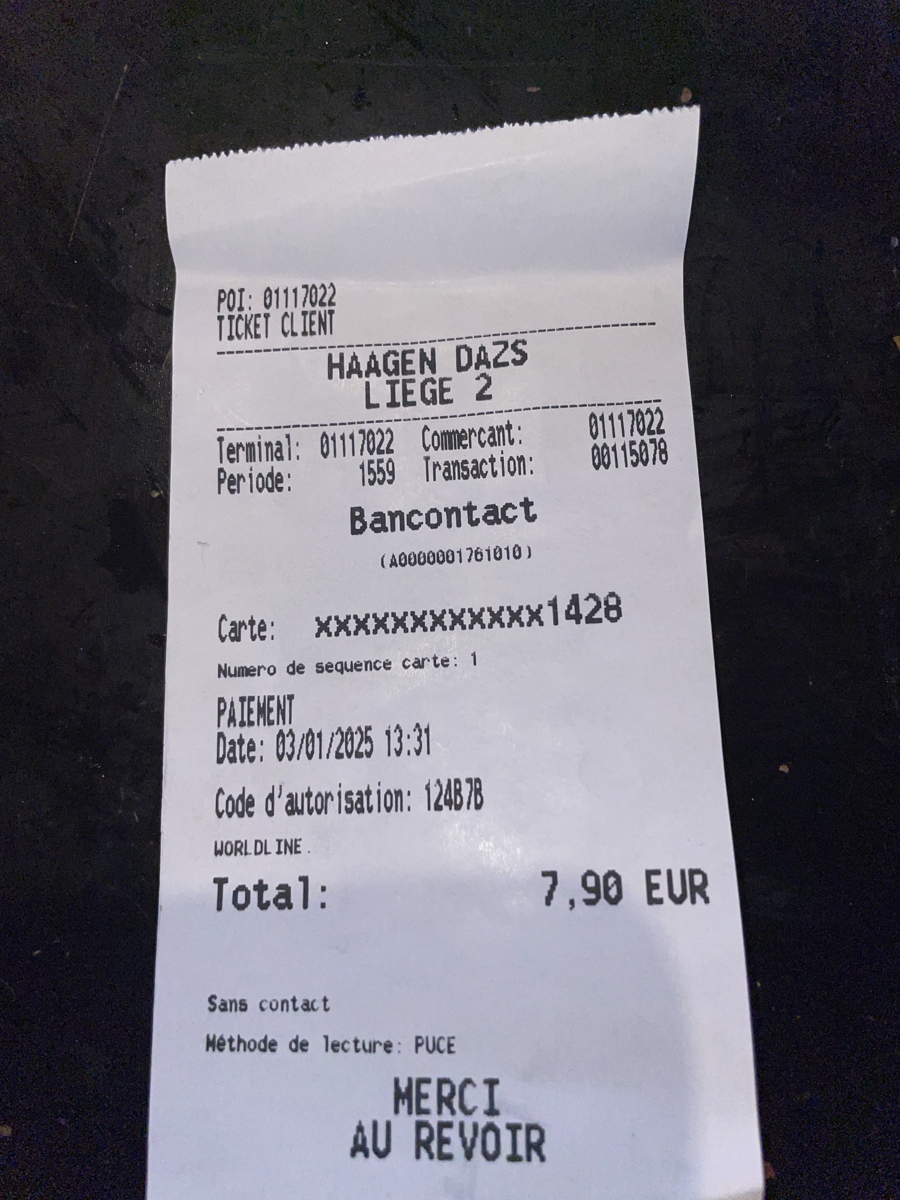 POI: 01117022
TICKET CLIENT
HAAGEN DAZS
LIEGE 2
Terminal: 01117022 Commercant: 01117022
Periode: 1559 Transaction: 00115078
Bancontact
(A0000001761010)
Carte: xxxxxxxxxxxxx1428
Numero de sequence carte: 1
PAIEMENT
Date: 03/01/2025 13:31
Code d'autorisation: 124B7B
WORLDLINE.
Total: 7,90 EUR
Sans contact
Méthode de lecture: PUCE
MERCI
AU REVOIR